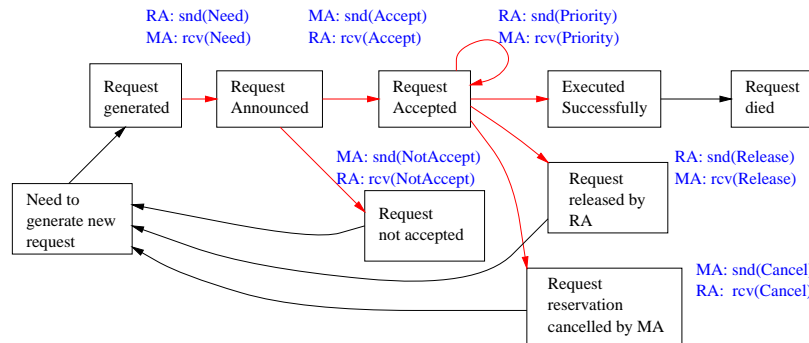 RA: snd(Need)
MA: rcv(Need)
MA: snd(Accept)
RA: rcv(Accept)
RA: snd(Priority)
MA: rcv(Priority)
Request
generated
Request
Announced
Request
Accepted
Executed
Successfully
Request
died
MA: snd(NotAccept)
RA: rcv(NotAccept)
RA: snd(Release)
MA: rcv(Release)
Need to
generate new
request
Request
not accepted
Request
released by
RA
MA: snd(Cancel)
RA: rcv(Cancel)
Request
reservation
cancelled by MA